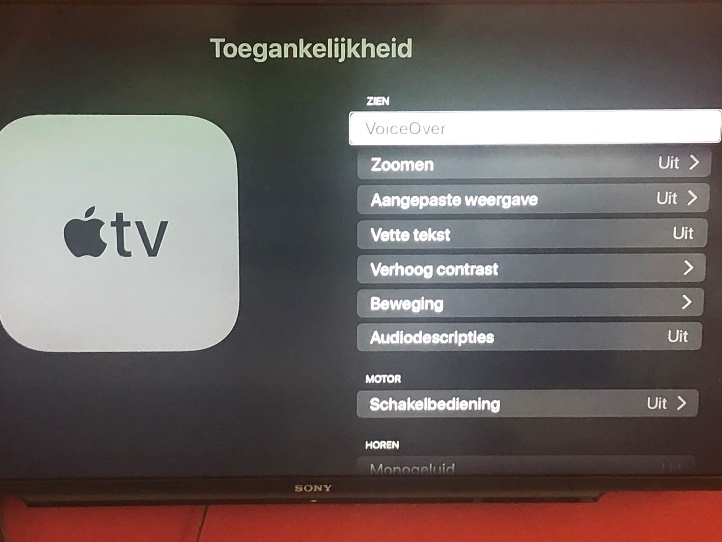 Toegankelijkheid
ZIEN
VoiceOver
Zoomen Uit
Aangepaste weergave Uit
tv
Vette tekst Uit
Verhoog contrast
Beweging
Audiodescripties Uit
MOTOR
Schakelbediening Uit
HOREN
Monogeluid Uit
SONY